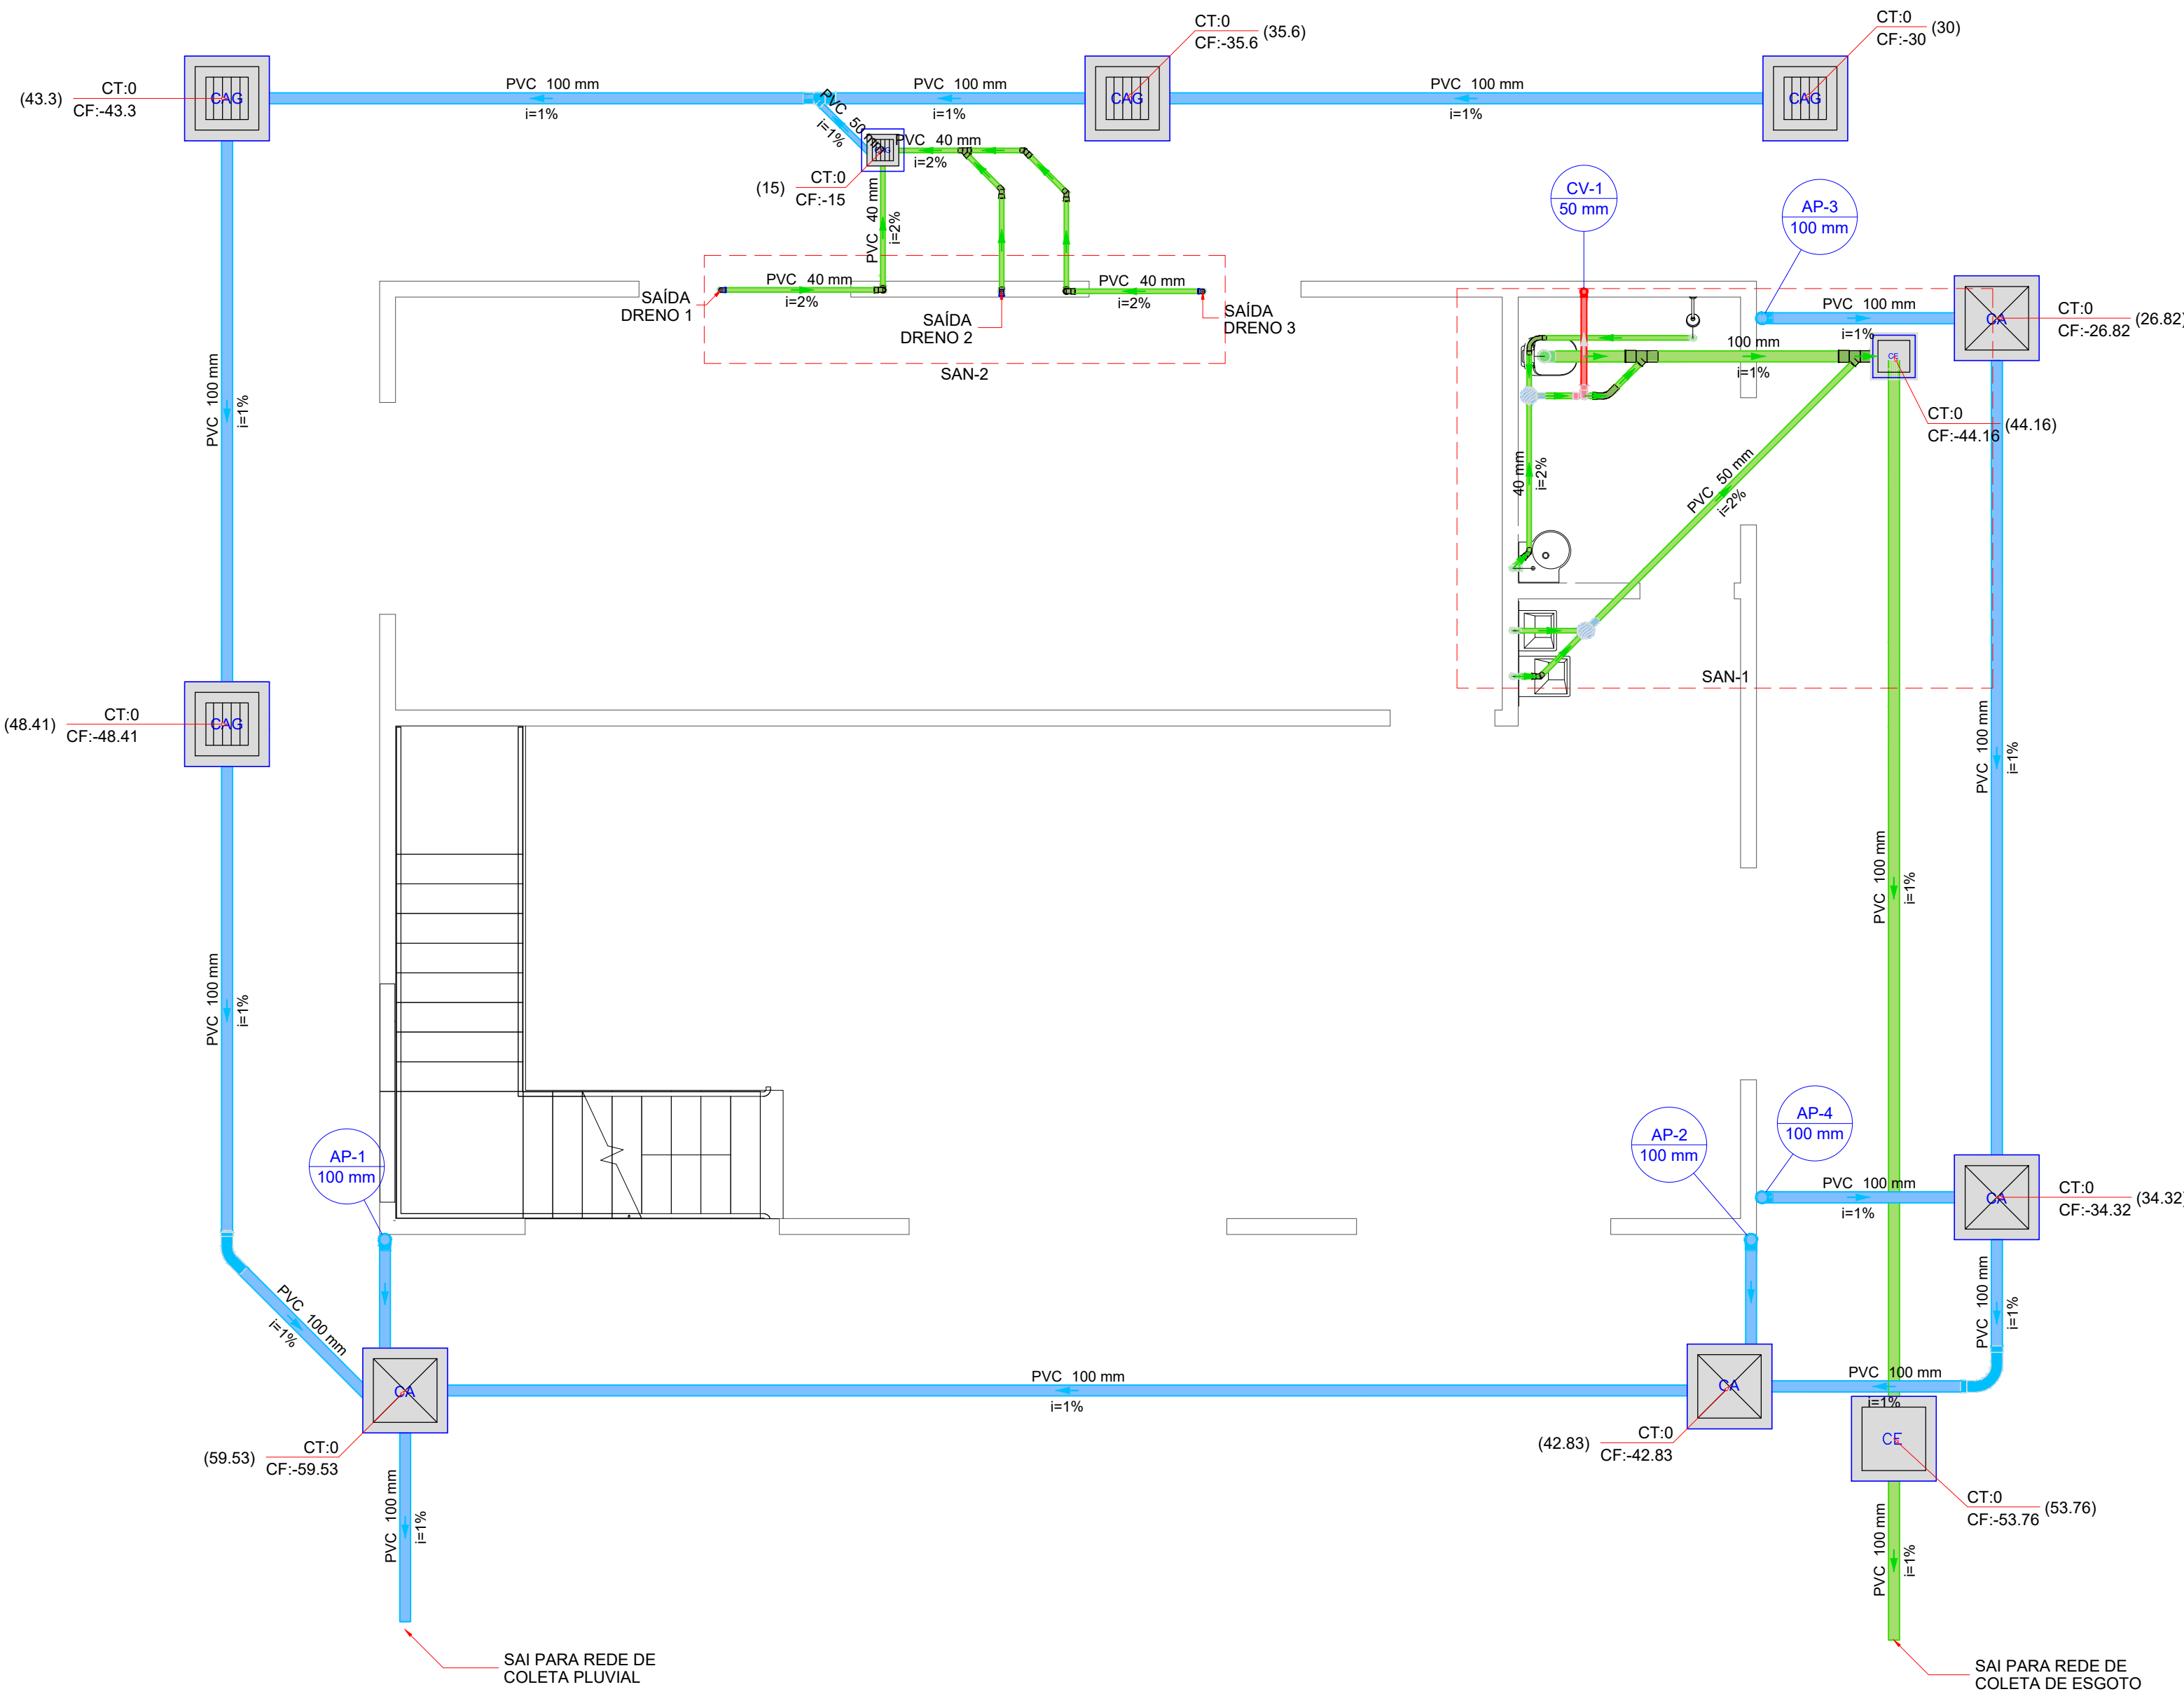 CT:0
CF:-35.6
(35.6)
CT:0
CF:-30
(30)
(43.3)
CT:0
CF:-43.3
CAG
PVC 100 mm
i=1%
PVC 100 mm
i=1%
CAG
PVC 100 mm
i=1%
CAG
PVC 50 mm
i=1%
PVC 40 mm
i=2%
(15)
CT:0
CF:-15
PVC 40 mm
i=2%
CV-1
50 mm
AP-3
100 mm
PVC 40 mm
i=2%
PVC 40 mm
i=2%
SAÍDA
DRENO 1
SAÍDA
DRENO 2
SAÍDA
DRENO 3
SAN-2
PVC 100 mm
i=1%
CA
CT:0
CF:-26.82
(26.82)
100 mm
i=1%
CE
CT:0
CF:-44.16
(44.16)
PVC 100 mm
i=1%
40 mm
i=2%
PVC 50 mm
i=2%
SAN-1
(48.41)
CT:0
CF:-48.41
CAG
PVC 100 mm
i=1%
PVC 100 mm
i=1%
PVC 100 mm
i=1%
AP-1
100 mm
AP-2
100 mm
AP-4
100 mm
PVC 100 mm
i=1%
CA
CT:0
CF:-34.32
(34.32)
PVC 100 mm
i=1%
PVC 100 mm
i=1%
CA
PVC 100 mm
i=1%
CA
PVC 100 mm
i=1%
(59.53)
CT:0
CF:-59.53
(42.83)
CT:0
CF:-42.83
CE
CT:0
CF:-53.76
(53.76)
PVC 100 mm
i=1%
PVC 100 mm
i=1%
SAI PARA REDE DE
COLETA PLUVIAL
SAI PARA REDE DE
COLETA DE ESGOTO